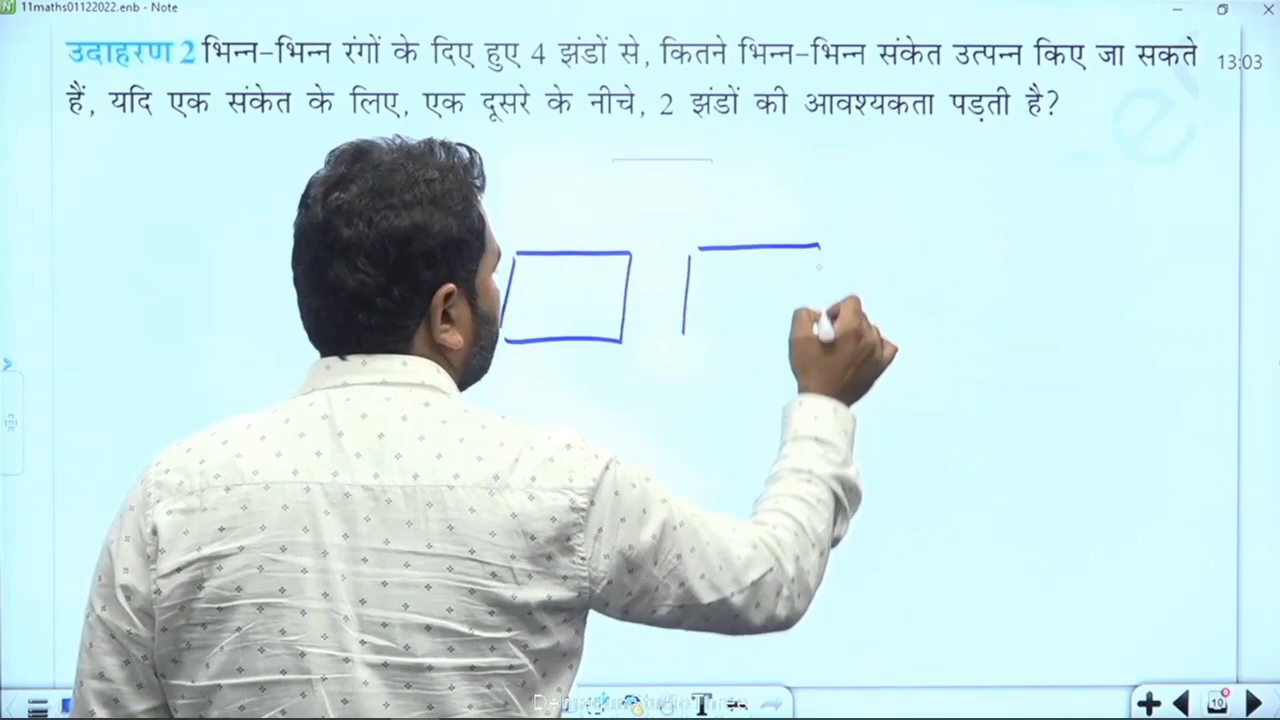 11maths01122022.enb - Note
उदाहरण 2 भिन्न-भिन्न रंगों के दिए हुए 4 झंडों से, कितने भिन्न-भिन्न संकेत उत्पन्न किए जा सकते
13:03
हैं, यदि एक संकेत के लिए, एक दूसरे के नीचे, 2 झंडों की आवश्यकता पड़ती है?
10